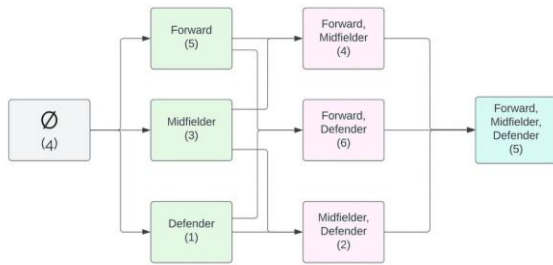 ∅
(4)
Forward
(5)
Midfielder
(3)
Defender
(1)
Forward,
Midfielder
(4)
Forward,
Defender
(6)
Midfielder,
Defender
(2)
Forward,
Midfielder,
Defender
(5)